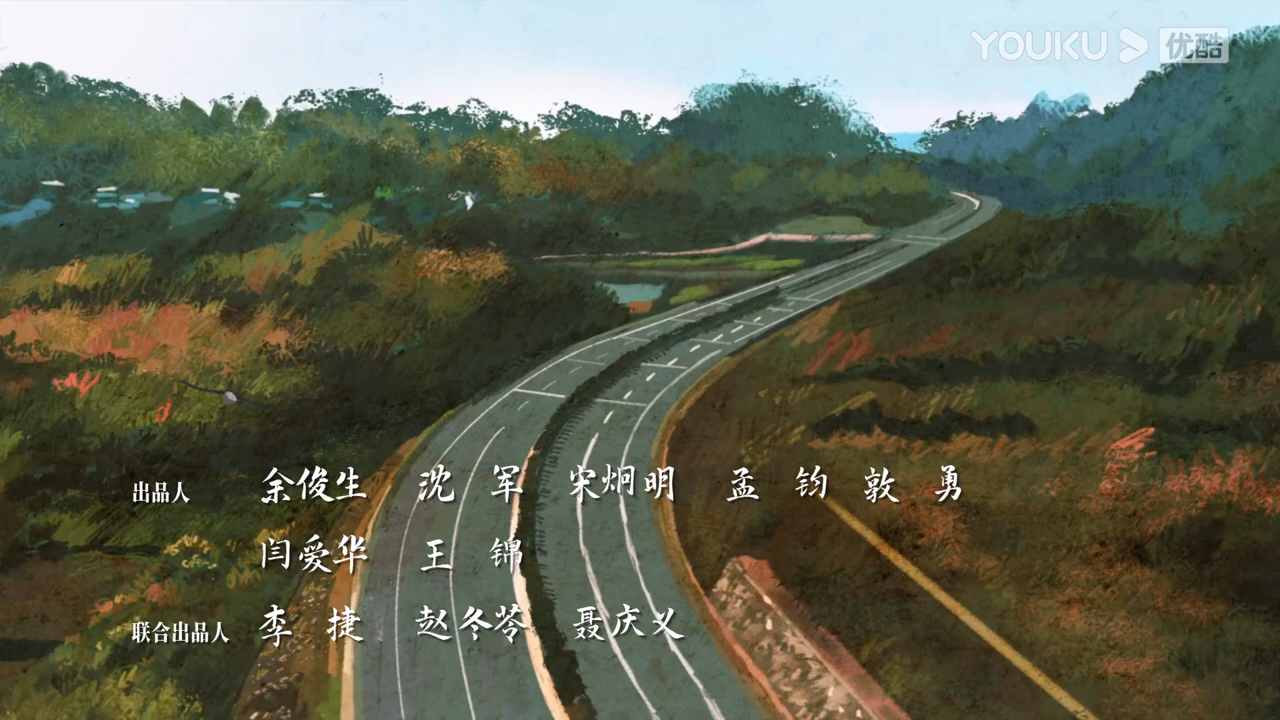 YOUKU 优酷
出品人 余俊生 沈军 宋炯明 孟钧 敦勇
闫爱华 王锦
联合出品人 李捷 赵冬苓 聂庆义